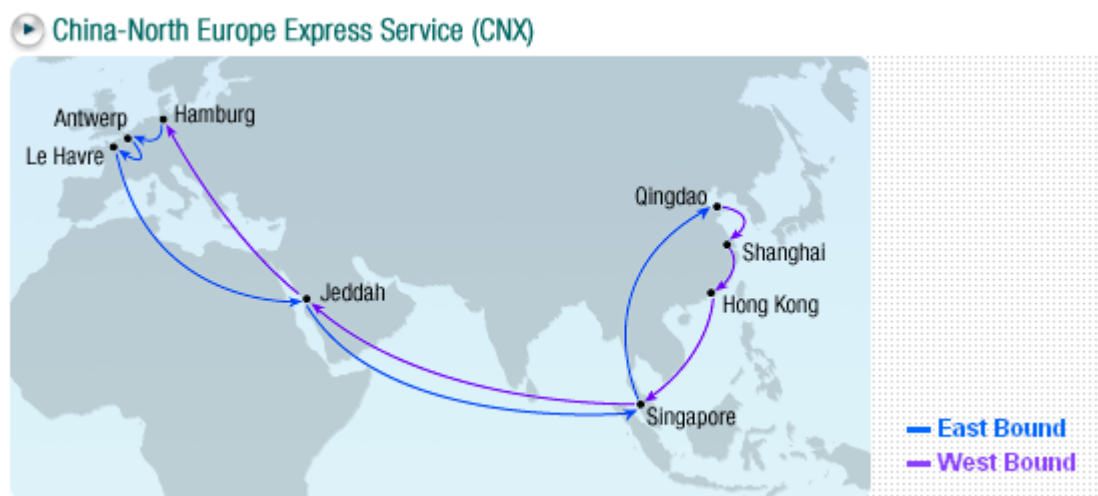 China-North Europe Express Service (CNX)
Antwerp
Hamburg
Le Havre
Qingdao
Shanghai
Jeddah
Hong Kong
Singapore
East Bound
West Bound